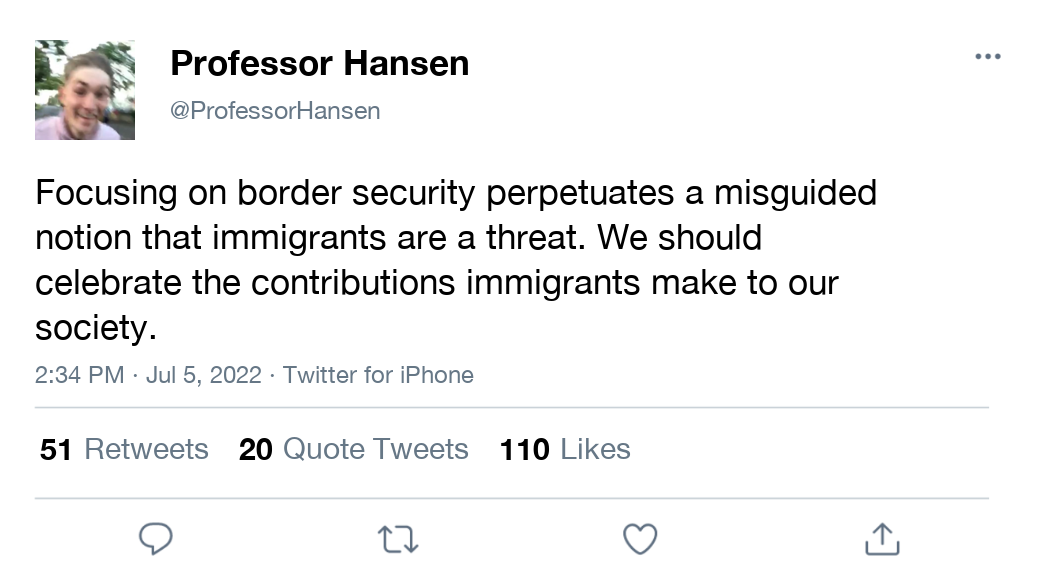 Professor Hansen
@ProfessorHansen
Focusing on border security perpetuates a misguided
notion that immigrants are a threat. We should
celebrate the contributions immigrants make to our
society.
2:34 PM · Jul 5, 2022 · Twitter for iPhone
51 Retweets 20 Quote Tweets 110 Likes